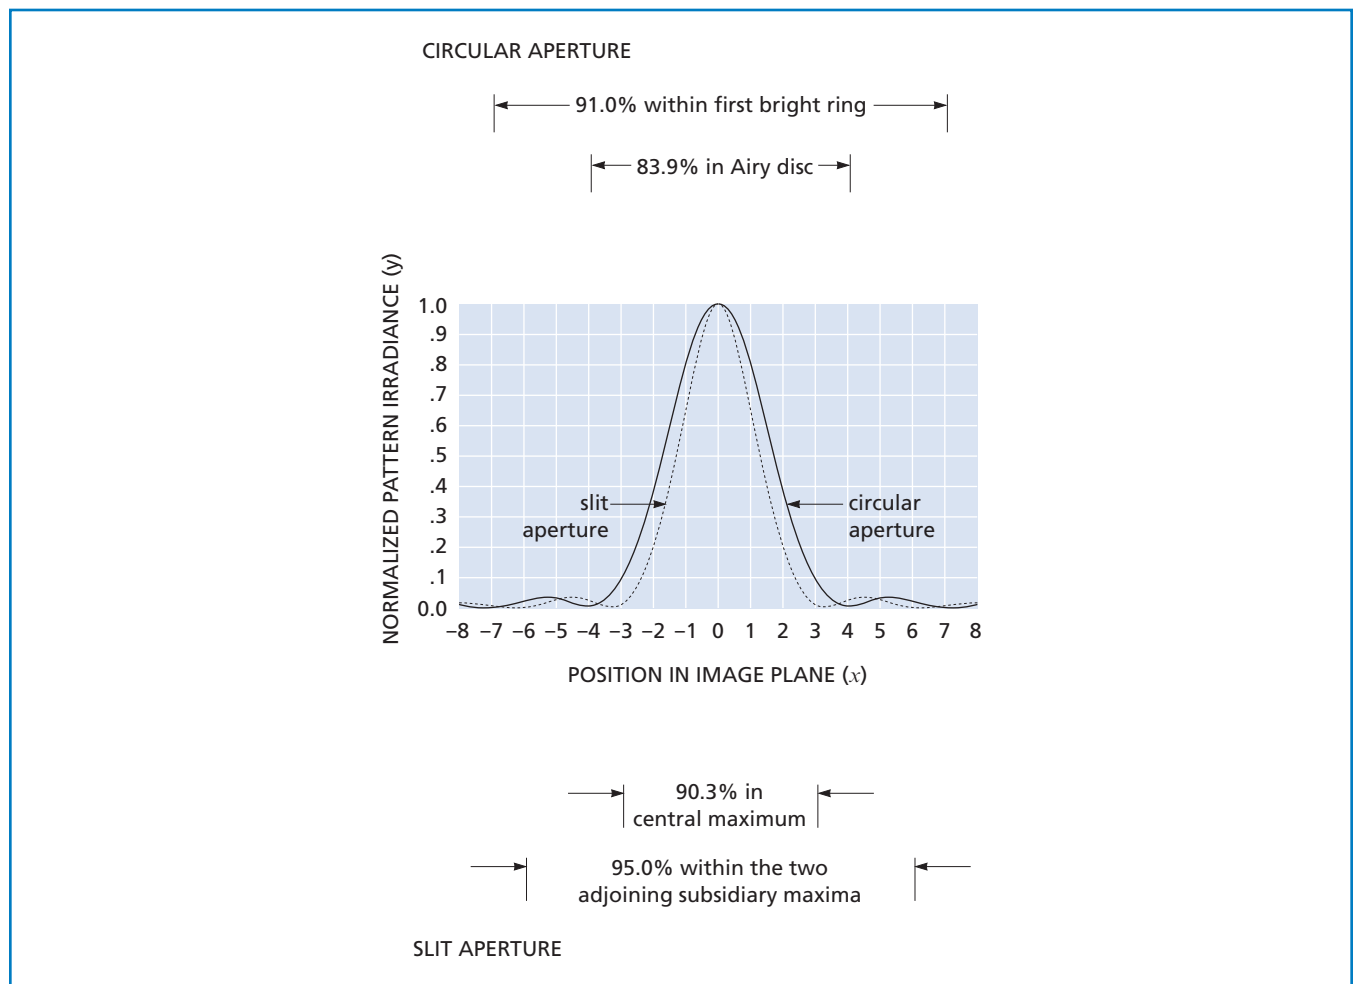 CIRCULAR APERTURE
91.0% within first bright ring
83.9% in Airy disc
NORMALIZED PATTERN IRRADIANCE (y)
1.0
.9
.8
.7
.6
.5
.4
.3
.2
.1
0.0
slit
aperture
circular
aperture
–8 –7 –6 –5 –4 –3 –2 –1 0 1 2 3 4 5 6 7 8
POSITION IN IMAGE PLANE (x)
90.3% in
central maximum
95.0% within the two
adjoining subsidiary maxima
SLIT APERTURE